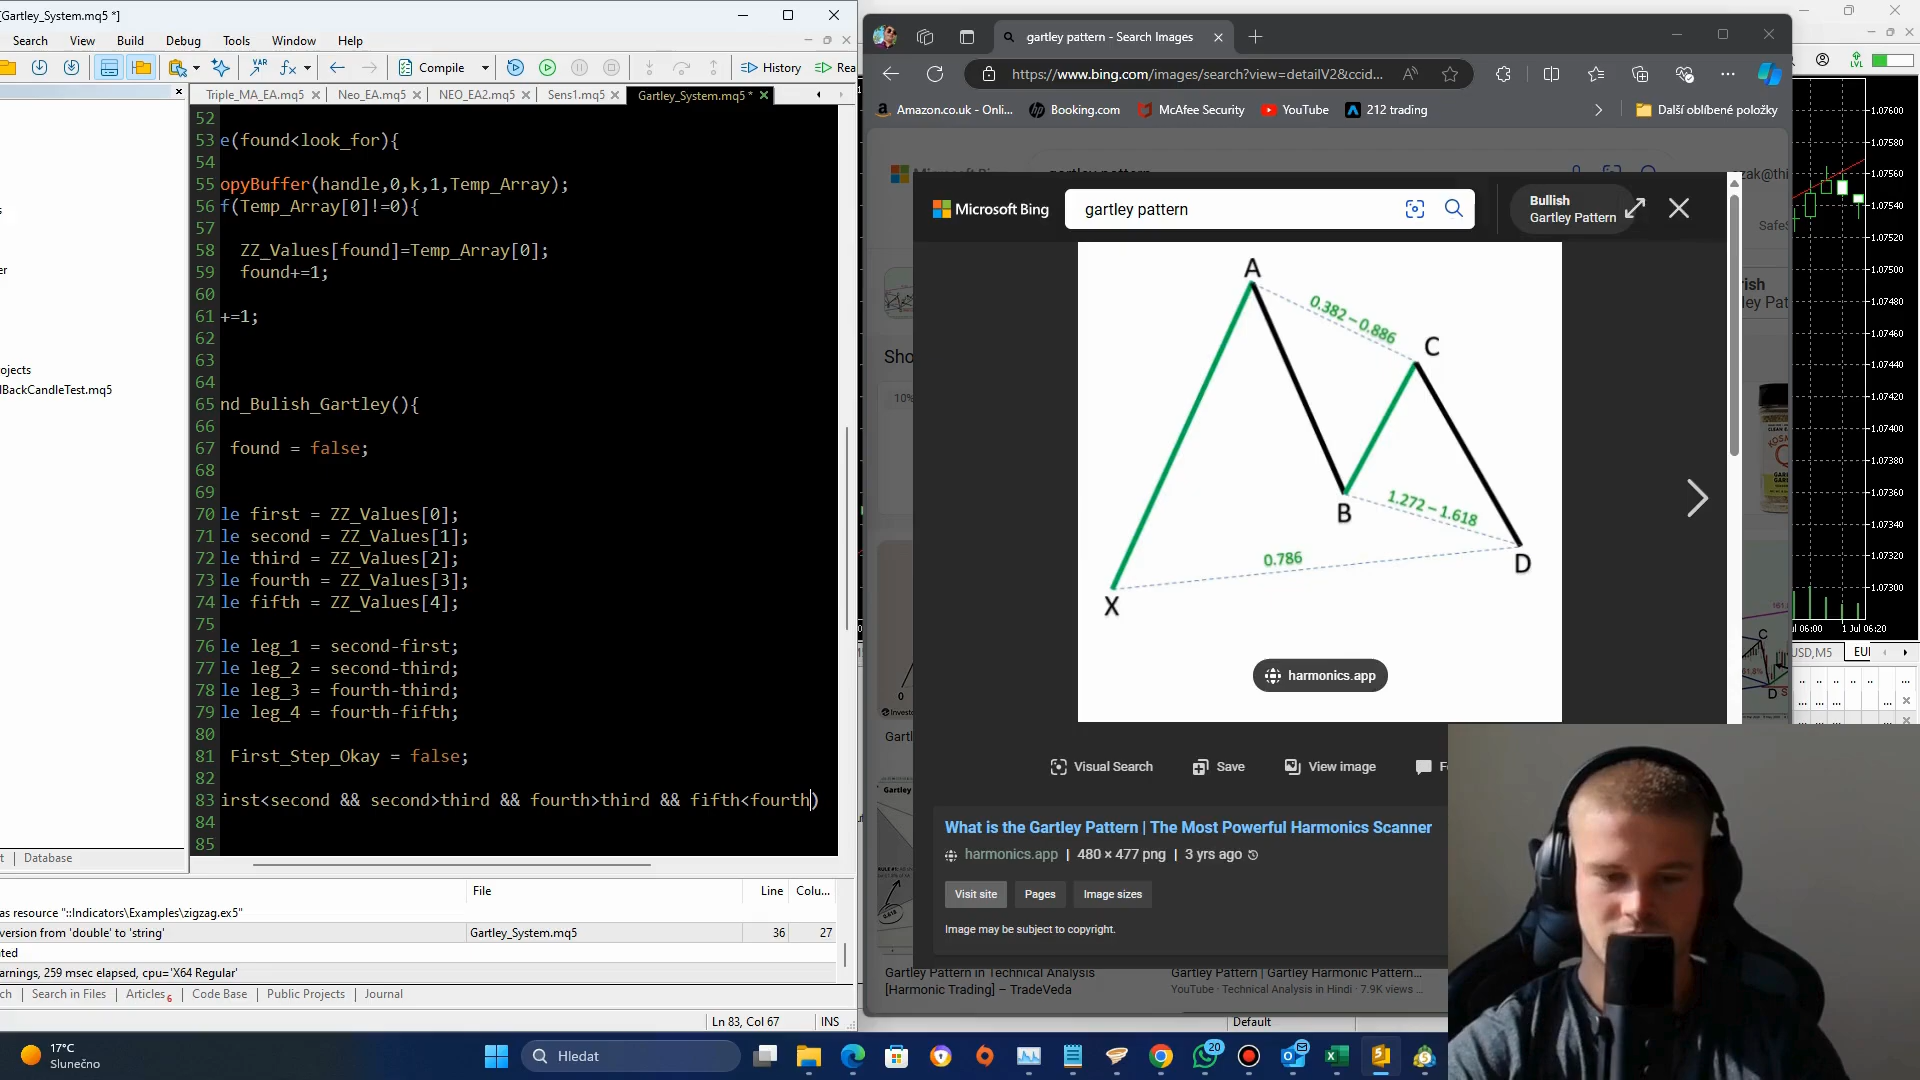 [Gartley_System.mq5 *]
Search View Build Debug Tools Window Help
Compile
History
Rea
Triple_MA_EA.mq5
Neo_EA.mq5
NEO_EA2.mq5
Sens1.mq5
Gartley_System.mq5 *
52
53 e(found<look_for){
54
55 opyBuffer(handle,0,k,1,Temp_Array);
56 f(Temp_Array[0]!=0){
57
58 ZZ_Values[found]=Temp_Array[0];
59 found+=1;
60
61 +=1;
62
63
64
65 nd_Bulish_Gartley(){
66
67 found = false;
68
69
70 le first = ZZ_Values[0];
71 le second = ZZ_Values[1];
72 le third = ZZ_Values[2];
73 le fourth = ZZ_Values[3];
74 le fifth = ZZ_Values[4];
75
76 le leg_1 = second-first;
77 le leg_2 = second-third;
78 le leg_3 = fourth-third;
79 le leg_4 = fourth-fifth;
80
81 First_Step_Okay = false;
82
83 irst<second && second>third && fourth>third && fifth<fourth)
84
85
ojects
lBackCandleTest.mq5
Database
File Line Colu...
as resource "::Indicators\Examples\zigzag.ex5"
version from 'double' to 'string' Gartley_System.mq5 36 27
ted
arnings, 259 msec elapsed, cpu='X64 Regular'
Search in Files Articles 6 Code Base Public Projects Journal
Ln 83, Col 67 INS
gartley pattern - Search Images
https://www.bing.com/images/search?view=detailV2&ccid...
Amazon.co.uk - Onli...
Booking.com
McAfee Security
YouTube
212 trading
Další oblíbené položky
Microsoft Bing
gartley pattern
Bullish
Gartley Pattern
A
0.382 – 0.886
C
B
1.272 – 1.618
0.786
D
X
harmonics.app
Visual Search
Save
View image
What is the Gartley Pattern | The Most Powerful Harmonics Scanner
harmonics.app | 480 × 477 png | 3 yrs ago
Visit site
Pages
Image sizes
Image may be subject to copyright.
Gartley Pattern in Technical Analysis
[Harmonic Trading] – TradeVeda
Gartley Pattern | Gartley Harmonic Pattern...
YouTube · Technical Analysis in Hindi · 7.9K views ...
Default
1.07600
1.07580
1.07560
1.07540
1.07520
1.07500
1.07480
1.07460
1.07440
1.07420
1.07400
1.07380
1.07360
1.07340
1.07320
1.07300
ul 06:00 1 Jul 06:20
USD,M5
17°C
Slunečno
Hledat
20